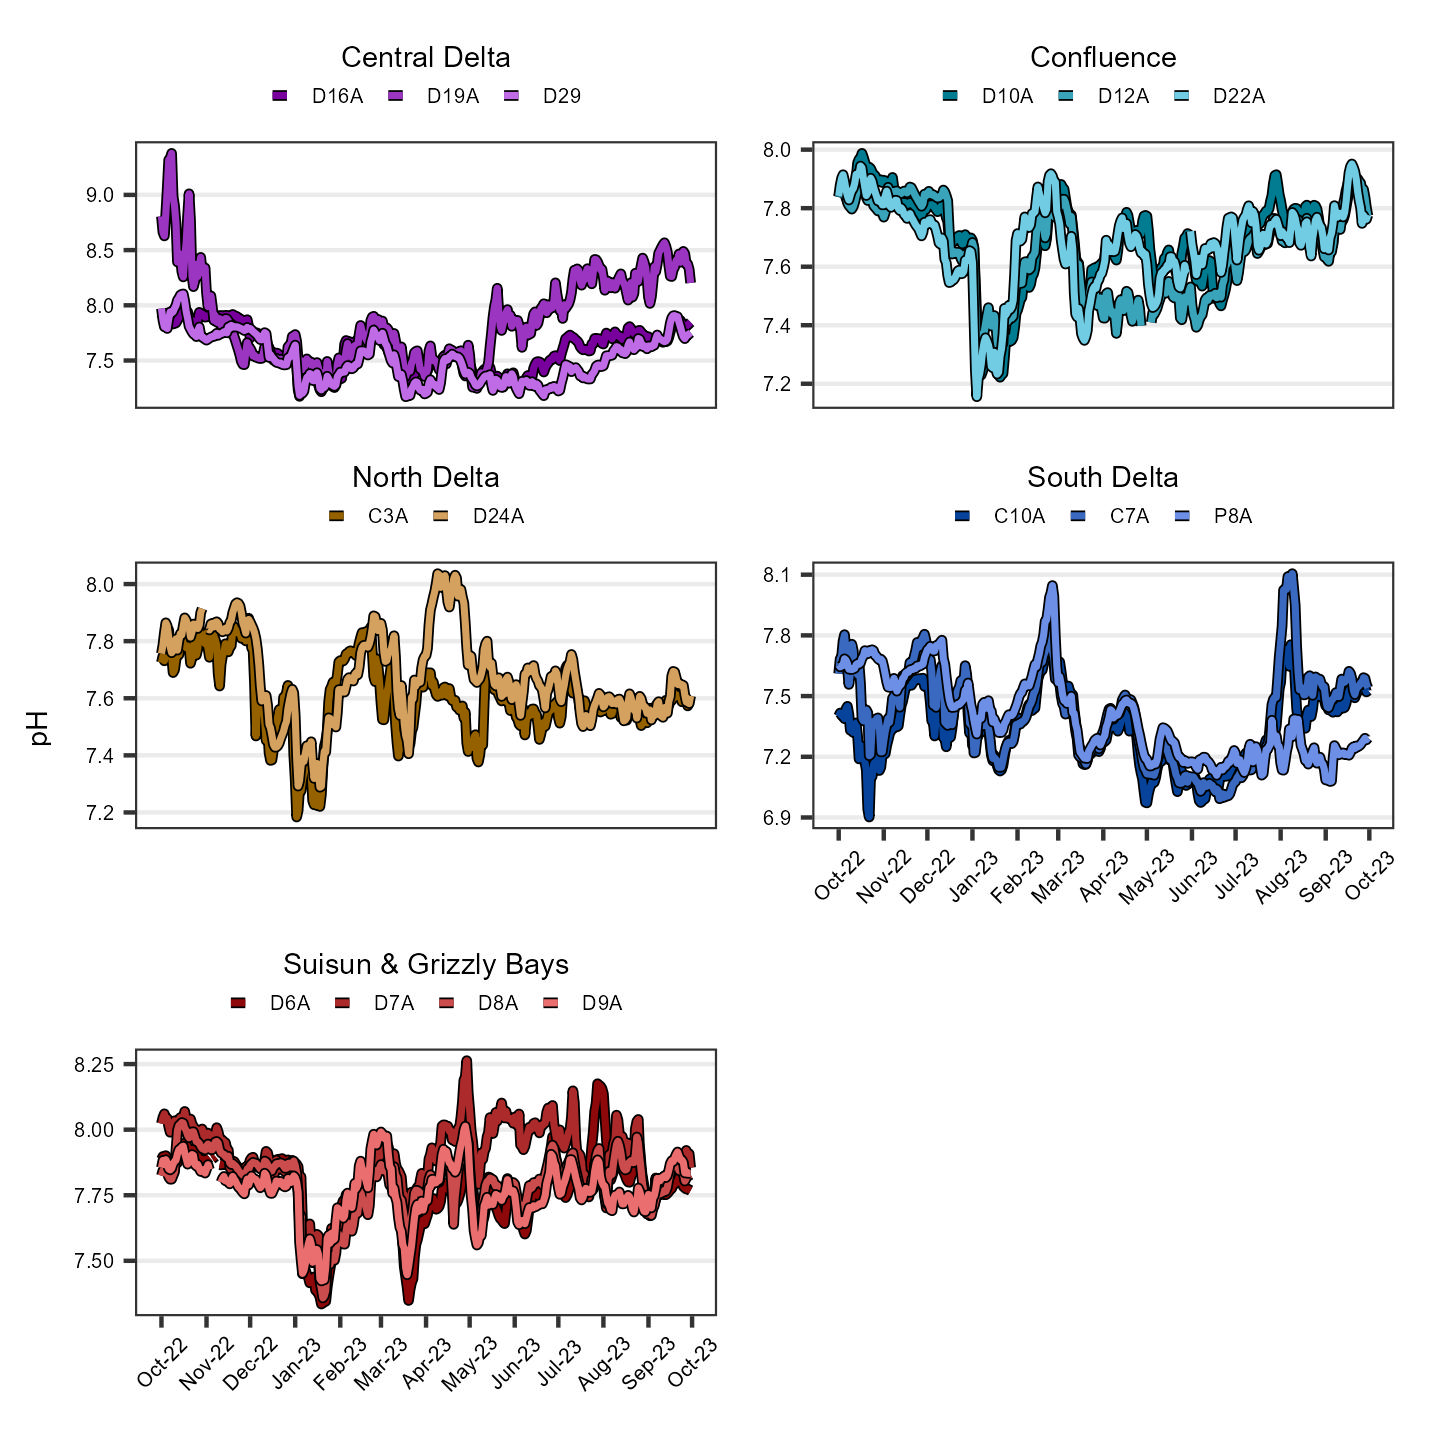 Central Delta
D16A D19A D29
9.0
8.5
8.0
7.5
Confluence
D10A D12A D22A
8.0
7.8
7.6
7.4
7.2
North Delta
C3A D24A
8.0
7.8
7.6
7.4
7.2
South Delta
C10A C7A P8A
8.1
7.8
7.5
7.2
6.9
Oct-22 Nov-22 Dec-22 Jan-23 Feb-23 Mar-23 Apr-23 May-23 Jun-23 Jul-23 Aug-23 Sep-23 Oct-23
pH
Suisun & Grizzly Bays
D6A D7A D8A D9A
8.25
8.00
7.75
7.50
Oct-22 Nov-22 Dec-22 Jan-23 Feb-23 Mar-23 Apr-23 May-23 Jun-23 Jul-23 Aug-23 Sep-23 Oct-23